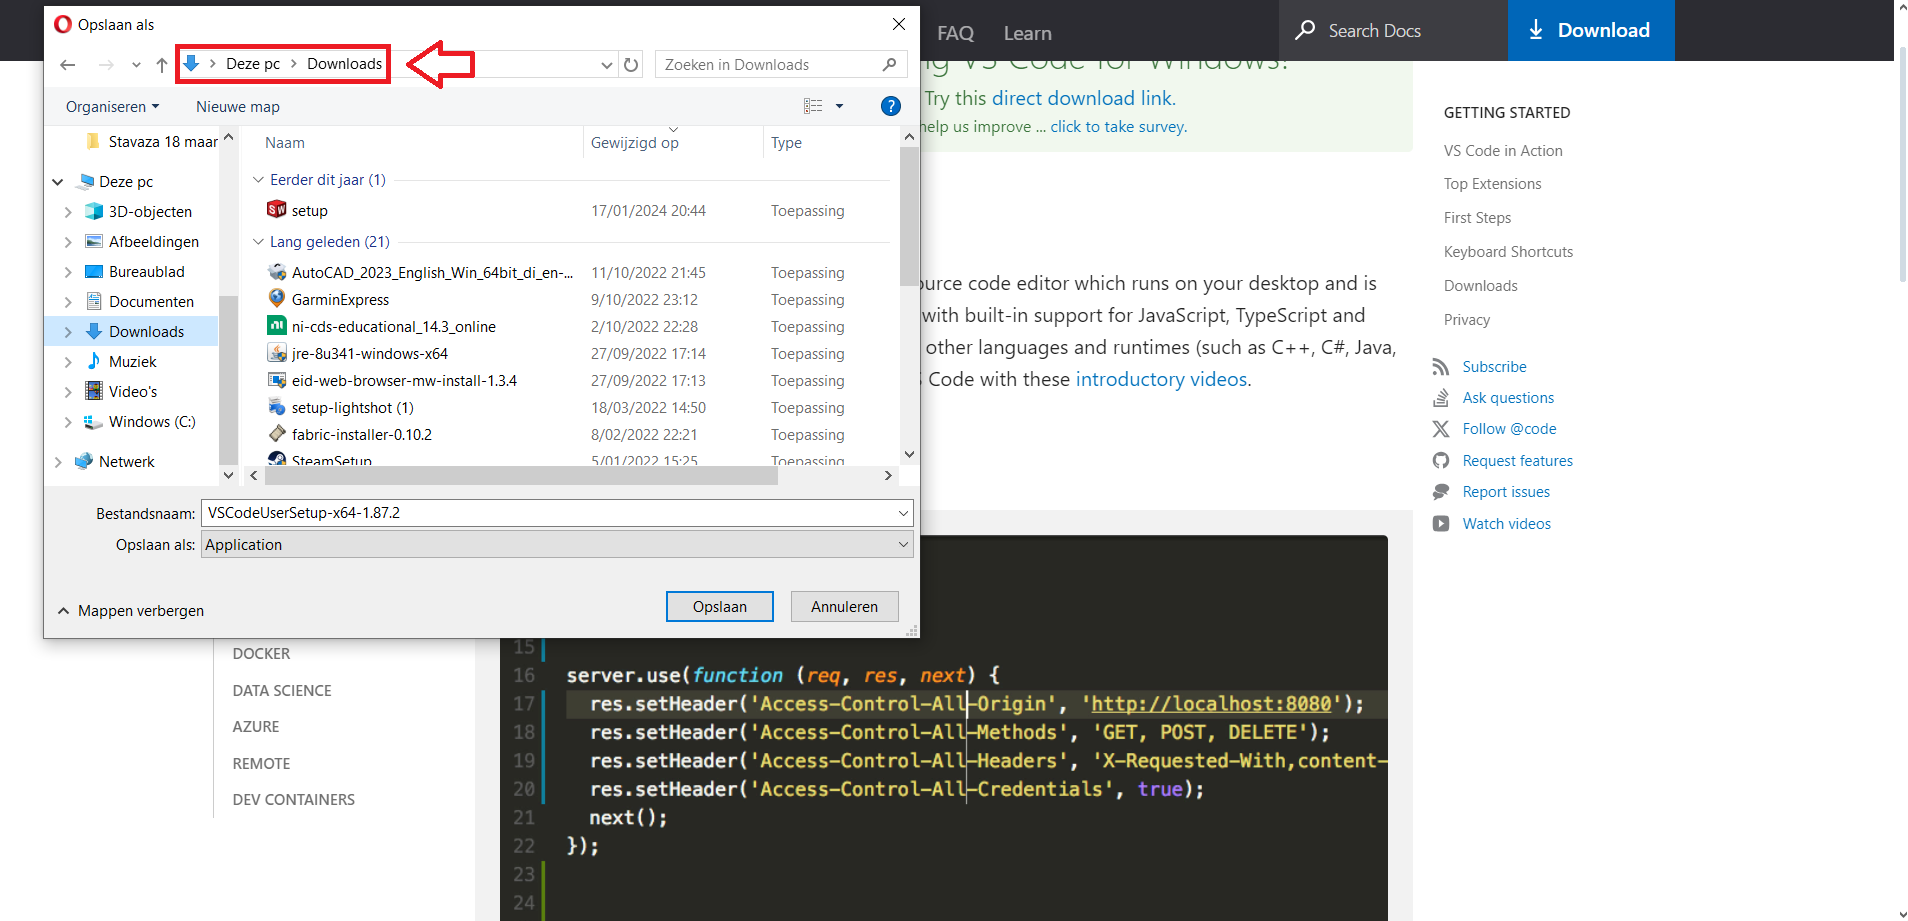 Opslaan als
Deze pc
Downloads
Zoeken in Downloads
Organiseren
Nieuwe map
Stavaza 18 maar
Deze pc
3D-objecten
Afbeeldingen
Bureaublad
Documenten
Downloads
Muziek
Video's
Windows (C:)
Netwerk
Naam
Gewijzigd op
Type
Eerder dit jaar (1)
setup 17/01/2024 20:44 Toepassing
Lang geleden (21)
AutoCAD_2023_English_Win_64bit_di_en-... 11/10/2022 21:45 Toepassing
GarminExpress 9/10/2022 23:12 Toepassing
ni-cds-educational_14.3_online 2/10/2022 22:28 Toepassing
jre-8u341-windows-x64 27/09/2022 17:14 Toepassing
eid-web-browser-mw-install-1.3.4 27/09/2022 17:13 Toepassing
setup-lightshot (1) 18/03/2022 14:50 Toepassing
fabric-installer-0.10.2 8/02/2022 22:21 Toepassing
SteamSetup 5/01/2022 15:25 Toepassing
Bestandsnaam: VSCodeUserSetup-x64-1.87.2
Opslaan als: Application
Mappen verbergen
Opslaan
Annuleren
FAQ
Learn
Search Docs
Download
VS Code for Windows!
Try this direct download link.
help us improve ... click to take survey.
code editor which runs on your desktop and is
with built-in support for JavaScript, TypeScript and
other languages and runtimes (such as C++, C#, Java,
Code with these introductory videos.
GETTING STARTED
VS Code in Action
Top Extensions
First Steps
Keyboard Shortcuts
Downloads
Privacy
Subscribe
Ask questions
Follow @code
Request features
Report issues
Watch videos
DOCKER
DATA SCIENCE
AZURE
REMOTE
DEV CONTAINERS
15
16 server.use(function (req, res, next) {
17 res.setHeader('Access-Control-All-Origin', 'http://localhost:8080');
18 res.setHeader('Access-Control-All-Methods', 'GET, POST, DELETE');
19 res.setHeader('Access-Control-All-Headers', 'X-Requested-With,content-
20 res.setHeader('Access-Control-All-Credentials', true);
21 next();
22 });
23
24